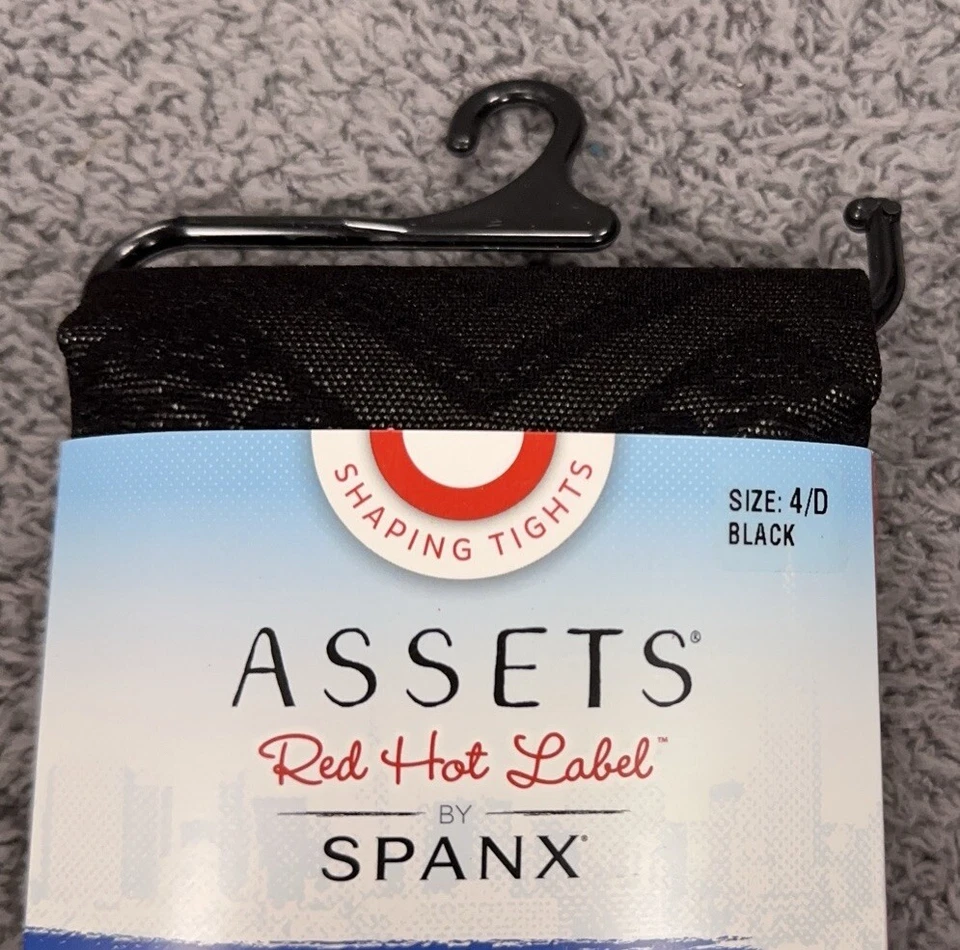 SHAPING TIGHTS
SIZE: 4/D
BLACK
ASSETS®
Red Hot Label™
BY
SPANX®